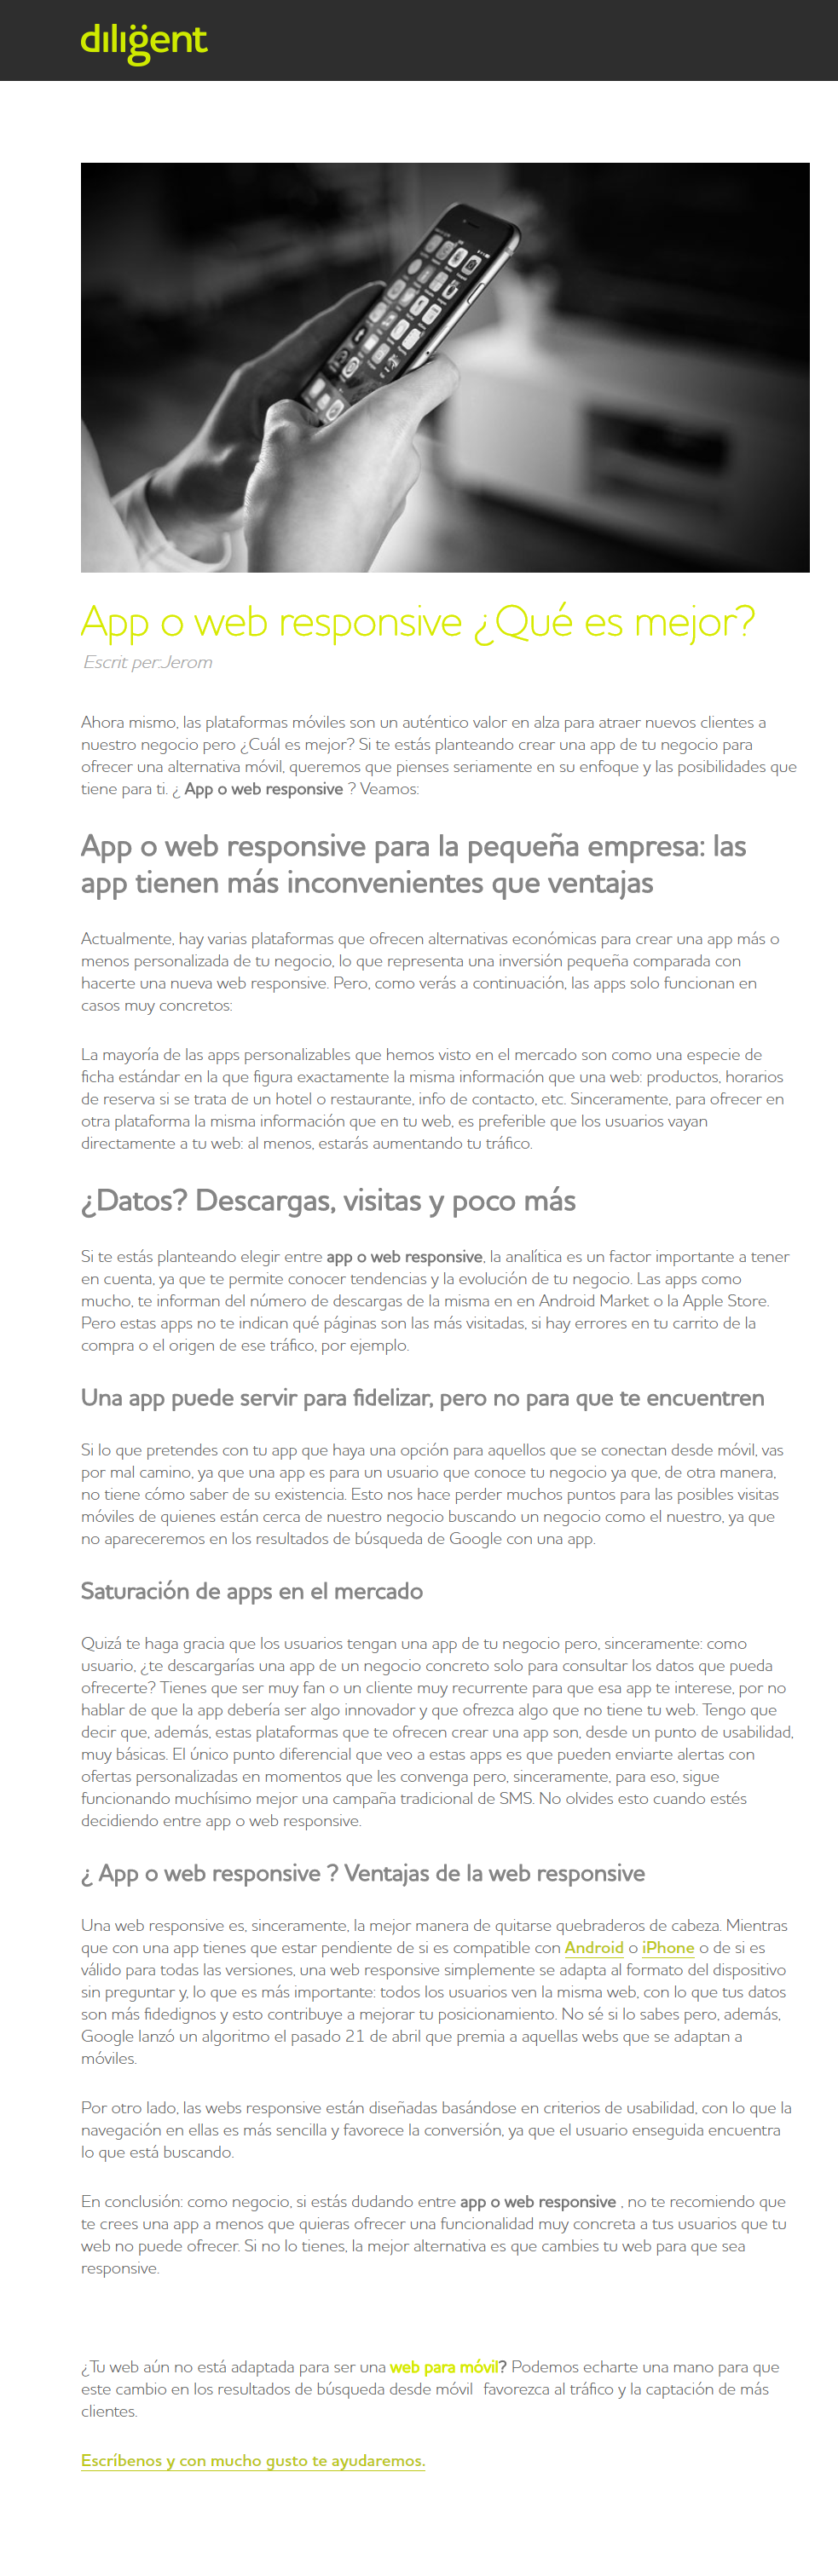 diligent
App o web responsive ¿Qué es mejor?
Escrit per:Jerom
Ahora mismo, las plataformas móviles son un auténtico valor en alza para atraer nuevos clientes a
nuestro negocio pero ¿Cuál es mejor? Si te estás planteando crear una app de tu negocio para
ofrecer una alternativa móvil, queremos que pienses seriamente en su enfoque y las posibilidades que
tiene para ti. ¿ App o web responsive ? Veamos:
App o web responsive para la pequeña empresa: las
app tienen más inconvenientes que ventajas
Actualmente, hay varias plataformas que ofrecen alternativas económicas para crear una app más o
menos personalizada de tu negocio, lo que representa una inversión pequeña comparada con
hacerte una nueva web responsive. Pero, como verás a continuación, las apps solo funcionan en
casos muy concretos:
La mayoría de las apps personalizables que hemos visto en el mercado son como una especie de
ficha estándar en la que figura exactamente la misma información que una web: productos, horarios
de reserva si se trata de un hotel o restaurante, info de contacto, etc. Sinceramente, para ofrecer en
otra plataforma la misma información que en tu web, es preferible que los usuarios vayan
directamente a tu web: al menos, estarás aumentando tu tráfico.
¿Datos? Descargas, visitas y poco más
Si te estás planteando elegir entre app o web responsive, la analítica es un factor importante a tener
en cuenta, ya que te permite conocer tendencias y la evolución de tu negocio. Las apps como
mucho, te informan del número de descargas de la misma en en Android Market o la Apple Store.
Pero estas apps no te indican qué páginas son las más visitadas, si hay errores en tu carrito de la
compra o el origen de ese tráfico, por ejemplo.
Una app puede servir para fidelizar, pero no para que te encuentren
Si lo que pretendes con tu app que haya una opción para aquellos que se conectan desde móvil, vas
por mal camino, ya que una app es para un usuario que conoce tu negocio ya que, de otra manera,
no tiene cómo saber de su existencia. Esto nos hace perder muchos puntos para las posibles visitas
móviles de quienes están cerca de nuestro negocio buscando un negocio como el nuestro, ya que
no apareceremos en los resultados de búsqueda de Google con una app.
Saturación de apps en el mercado
Quizá te haga gracia que los usuarios tengan una app de tu negocio pero, sinceramente: como
usuario, ¿te descargarías una app de un negocio concreto solo para consultar los datos que pueda
ofrecerte? Tienes que ser muy fan o un cliente muy recurrente para que esa app te interese, por no
hablar de que la app debería ser algo innovador y que ofrezca algo que no tiene tu web. Tengo que
decir que, además, estas plataformas que te ofrecen crear una app son, desde un punto de usabilidad,
muy básicas. El único punto diferencial que veo a estas apps es que pueden enviarte alertas con
ofertas personalizadas en momentos que les convenga pero, sinceramente, para eso, sigue
funcionando muchísimo mejor una campaña tradicional de SMS. No olvides esto cuando estés
decidiendo entre app o web responsive.
¿ App o web responsive ? Ventajas de la web responsive
Una web responsive es, sinceramente, la mejor manera de quitarse quebraderos de cabeza. Mientras
que con una app tienes que estar pendiente de si es compatible con Android o iPhone o de si es
válido para todas las versiones, una web responsive simplemente se adapta al formato del dispositivo
sin preguntar y, lo que es más importante: todos los usuarios ven la misma web, con lo que tus datos
son más fidedignos y esto contribuye a mejorar tu posicionamiento. No sé si lo sabes pero, además,
Google lanzó un algoritmo el pasado 21 de abril que premia a aquellas webs que se adaptan a
móviles.
Por otro lado, las webs responsive están diseñadas basándose en criterios de usabilidad, con lo que la
navegación en ellas es más sencilla y favorece la conversión, ya que el usuario enseguida encuentra
lo que está buscando.
En conclusión: como negocio, si estás dudando entre app o web responsive , no te recomiendo que
te crees una app a menos que quieras ofrecer una funcionalidad muy concreta a tus usuarios que tu
web no puede ofrecer. Si no lo tienes, la mejor alternativa es que cambies tu web para que sea
responsive.
¿Tu web aún no está adaptada para ser una web para móvil? Podemos echarte una mano para que
este cambio en los resultados de búsqueda desde móvil  favorezca al tráfico y la captación de más
clientes.
Escríbenos y con mucho gusto te ayudaremos.